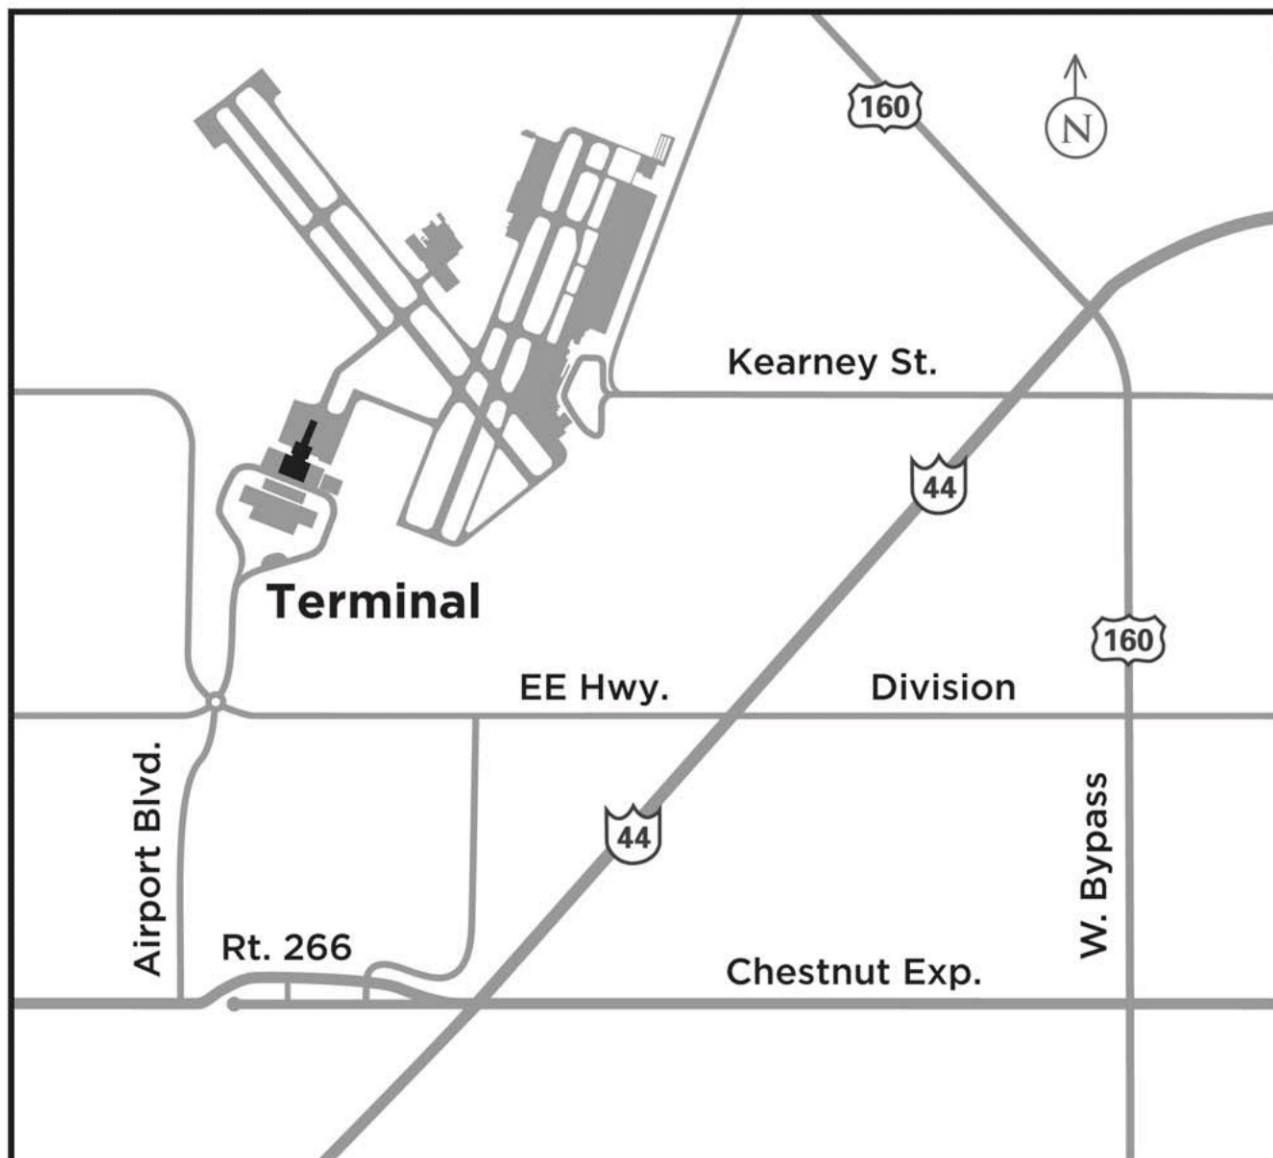 160
N
Kearney St.
44
Terminal
160
EE Hwy.
Division
Airport Blvd.
44
W. Bypass
Rt. 266
Chestnut Exp.